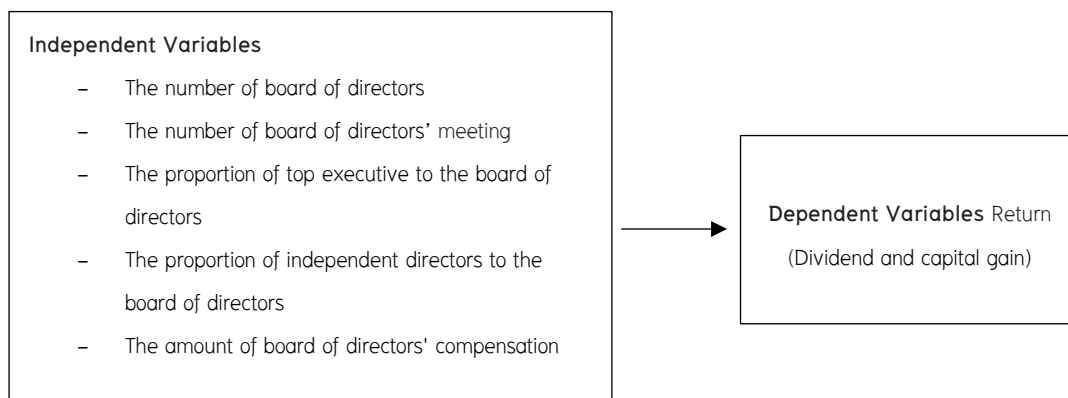 Independent Variables
– The number of board of directors
– The number of board of directors’ meeting
– The proportion of top executive to the board of
directors
– The proportion of independent directors to the
board of directors
– The amount of board of directors' compensation
Dependent Variables Return
(Dividend and capital gain)